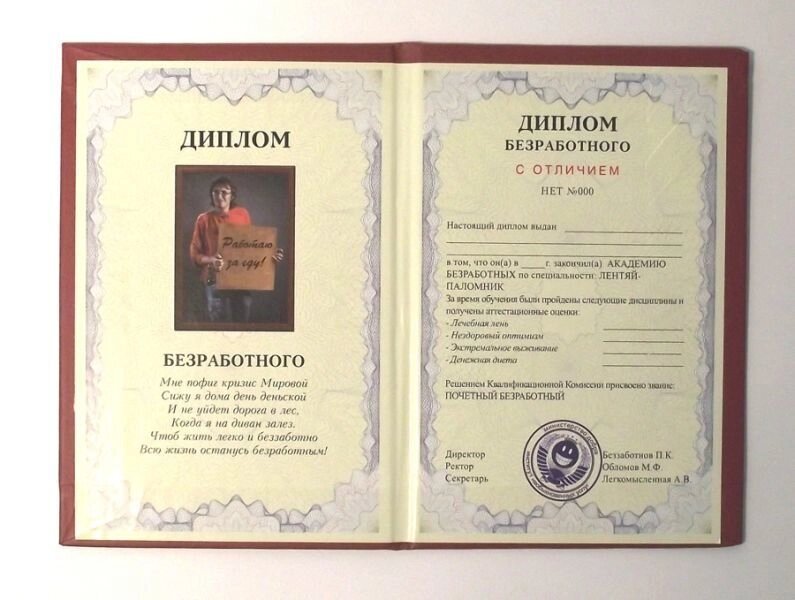 ДИПЛОМ
Работаю
за еду!
БЕЗРАБОТНОГО
Мне пофиг кризис Мировой
Сижу я дома день деньской
И не уйдет дорога в лес,
Когда я на диван залез.
Чтоб жить легко и беззаботно
Всю жизнь останусь безработным!
ДИПЛОМ
БЕЗРАБОТНОГО
С ОТЛИЧИЕМ
НЕТ №000
Настоящий диплом выдан
в том, что он(а) в _____г. закончил(а) АКАДЕМИЮ
БЕЗРАБОТНЫХ по специальности: ЛЕНТЯЙ-
ПАЛОМНИК
За время обучения были пройдены следующие дисциплины и
получены аттестационные оценки:
- Лечебная лень
- Нездоровый оптимизм
- Экстремальное выживание
- Денежная диета
Решением Квалификационной Комиссии присвоено звание:
ПОЧЕТНЫЙ БЕЗРАБОТНЫЙ
Директор Беззаботнов П.К.
Ректор Обломов М.Ф.
Секретарь Легкомысленная А.В.